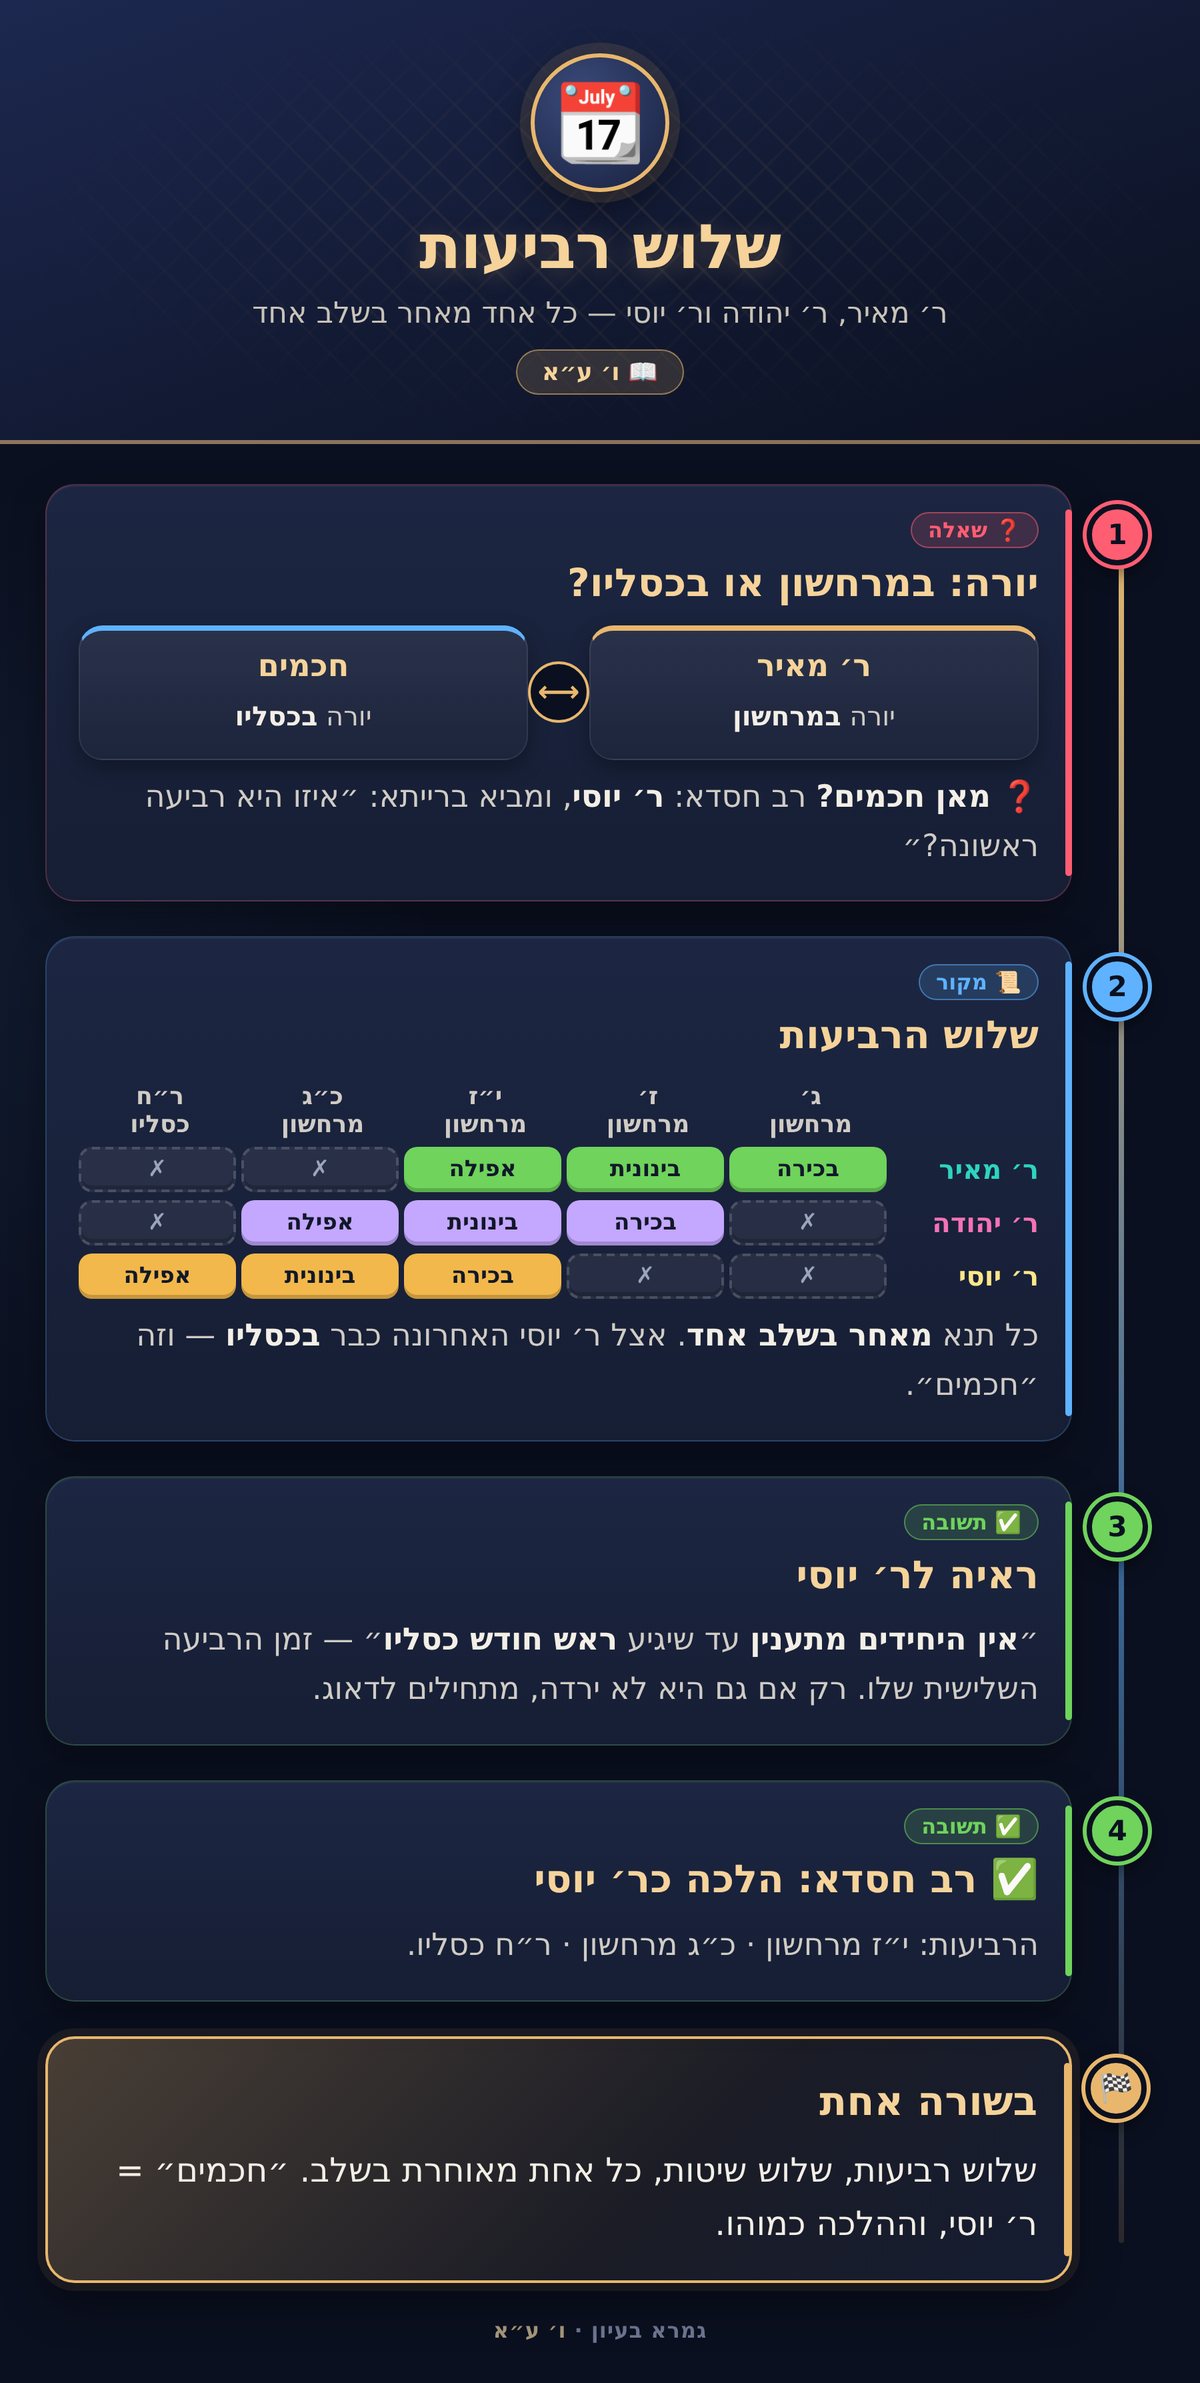 July
17
שלוש רביעות
ר׳ מאיר, ר׳ יהודה ור׳ יוסי — כל אחד מאחר בשלב אחד
📖 ו׳ ע״א
1
❓ שאלה
יורה: במרחשון או בכסליו?
ר׳ מאיר
יורה במרחשון
⟷
חכמים
יורה בכסליו
❓ מאן חכמים? רב חסדא: ר׳ יוסי, ומביא ברייתא: ״איזו היא רביעה
ראשונה?״
2
📜 מקור
שלוש הרביעות
ג׳ ז׳ י״ז כ״ג ר״ח
מרחשון מרחשון מרחשון מרחשון כסליו
ר׳ מאיר בכירה בינונית אפילה ✗ ✗
ר׳ יהודה ✗ בכירה בינונית אפילה ✗
ר׳ יוסי ✗ ✗ בכירה בינונית אפילה
כל תנא מאחר בשלב אחד. אצל ר׳ יוסי האחרונה כבר בכסליו — וזה
״חכמים״.
3
✅ תשובה
ראיה לר׳ יוסי
״אין היחידים מתענין עד שיגיע ראש חודש כסליו״ — זמן הרביעה
השלישית שלו. רק אם גם היא לא ירדה, מתחילים לדאוג.
4
✅ תשובה
✅ רב חסדא: הלכה כר׳ יוסי
הרביעות: י״ז מרחשון · כ״ג מרחשון · ר״ח כסליו.
בשורה אחת
שלוש רביעות, שלוש שיטות, כל אחת מאוחרת בשלב. ״חכמים״ =
ר׳ יוסי, וההלכה כמוהו.
גמרא בעיון · ו׳ ע״א